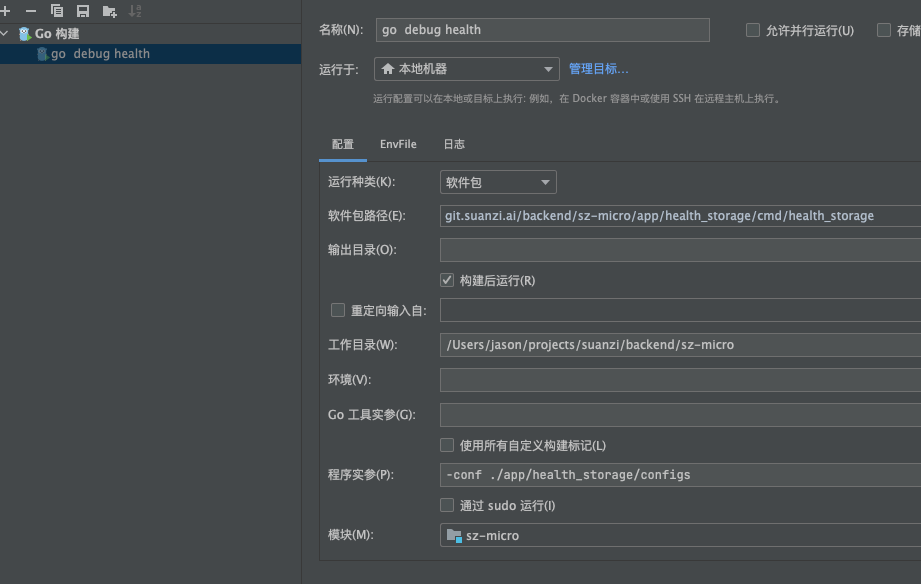 Go 构建
go  debug health
名称(N): go  debug health 允许并行运行(U) 存储
运行于: 本地机器 管理目标...
运行配置可以在本地或目标上执行: 例如，在 Docker 容器中或使用 SSH 在远程主机上执行。
配置 EnvFile 日志
运行种类(K): 软件包
软件包路径(E): git.suanzi.ai/backend/sz-micro/app/health_storage/cmd/health_storage
输出目录(O):
构建后运行(R)
重定向输入自:
工作目录(W): /Users/jason/projects/suanzi/backend/sz-micro
环境(V):
Go 工具实参(G):
使用所有自定义构建标记(L)
程序实参(P): -conf ./app/health_storage/configs
通过 sudo 运行(I)
模块(M): sz-micro